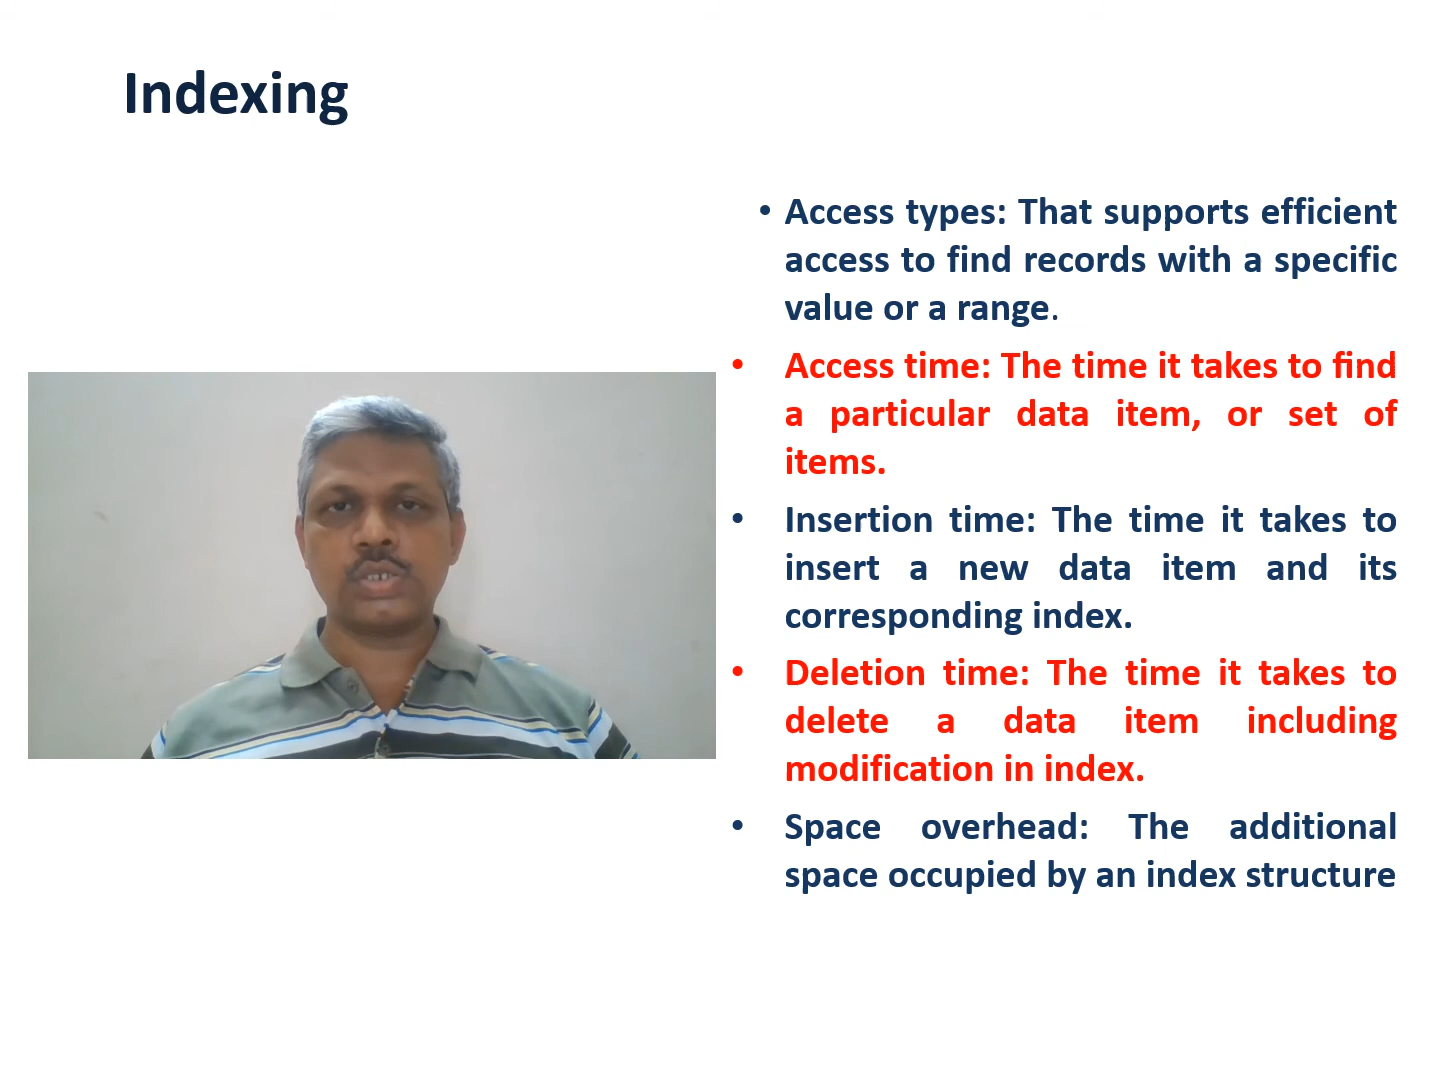 Indexing
• Access types: That supports efficient
access to find records with a specific
value or a range.
• Access time: The time it takes to find
a particular data item, or set of
items.
• Insertion time: The time it takes to
insert a new data item and its
corresponding index.
• Deletion time: The time it takes to
delete a data item including
modification in index.
• Space overhead: The additional
space occupied by an index structure